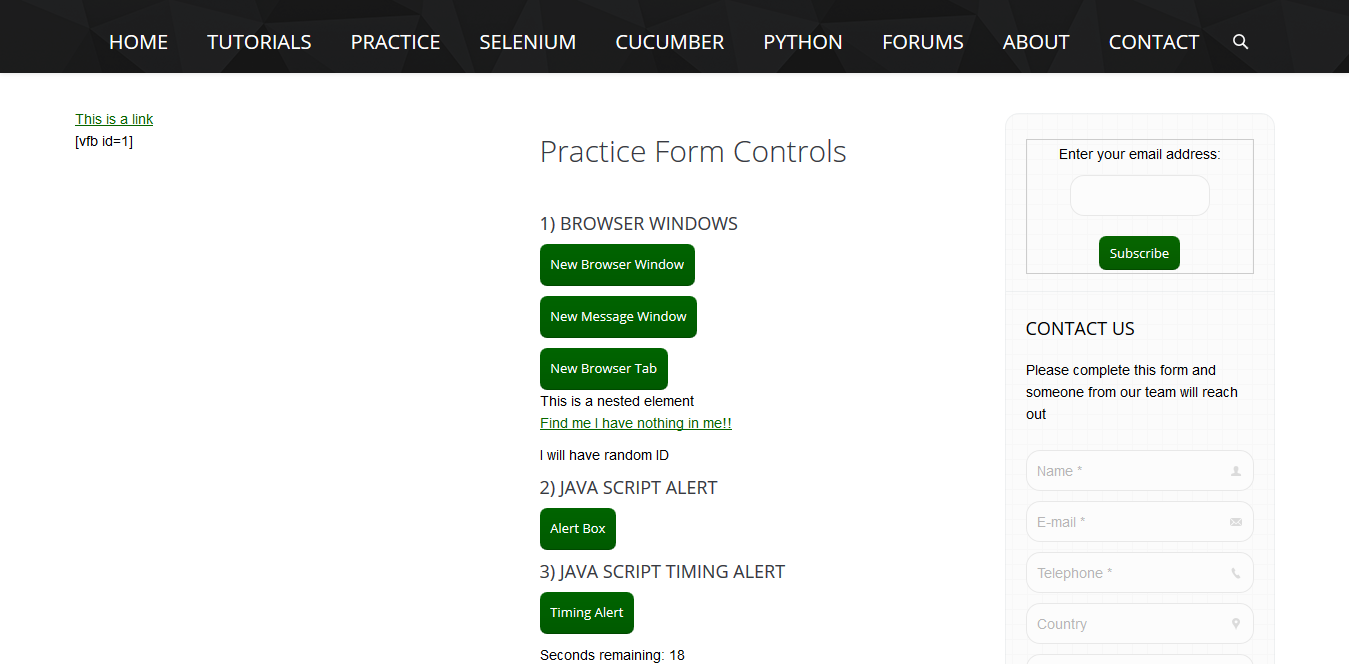 HOME TUTORIALS PRACTICE SELENIUM CUCUMBER PYTHON FORUMS ABOUT CONTACT
This is a link
[vfb id=1]
Practice Form Controls
1) BROWSER WINDOWS
New Browser Window
New Message Window
New Browser Tab
This is a nested element
Find me I have nothing in me!!
I will have random ID
2) JAVA SCRIPT ALERT
Alert Box
3) JAVA SCRIPT TIMING ALERT
Timing Alert
Seconds remaining: 18
Enter your email address:
Subscribe
CONTACT US
Please complete this form and
someone from our team will reach
out
Name *
E-mail *
Telephone *
Country